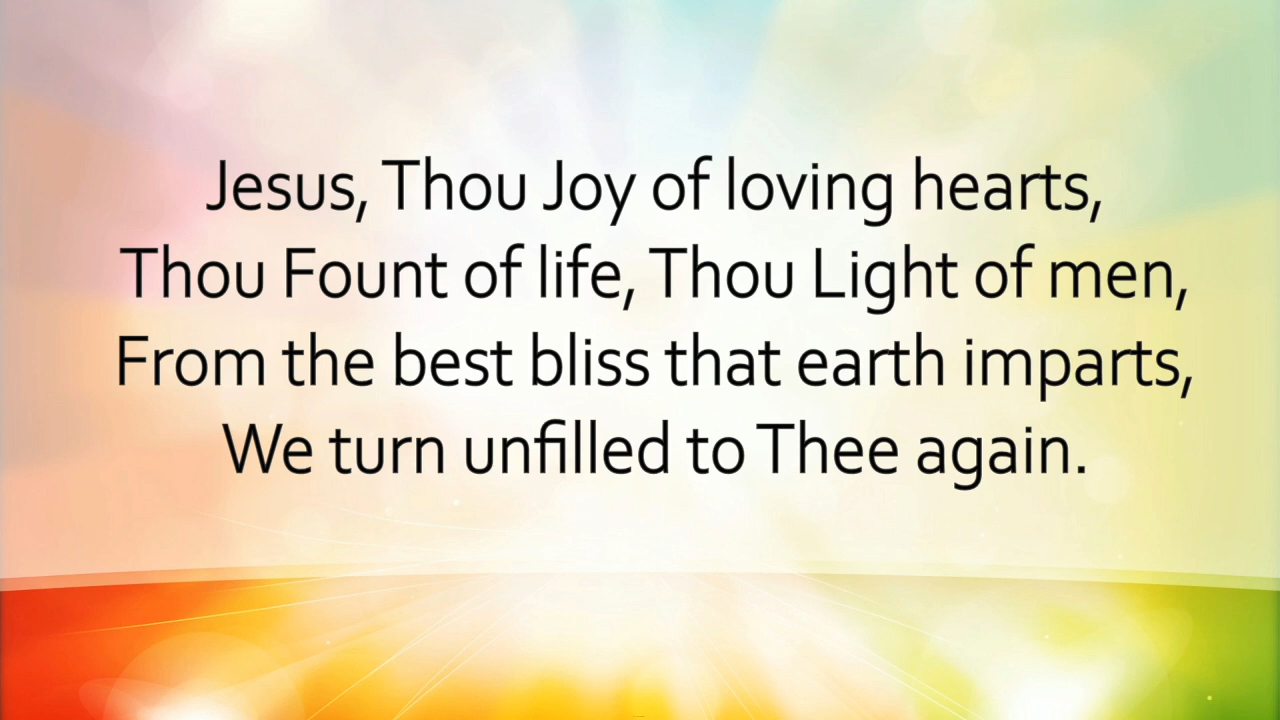 Jesus, Thou Joy of loving hearts,
Thou Fount of life, Thou Light of men,
From the best bliss that earth imparts,
We turn unfilled to Thee again.